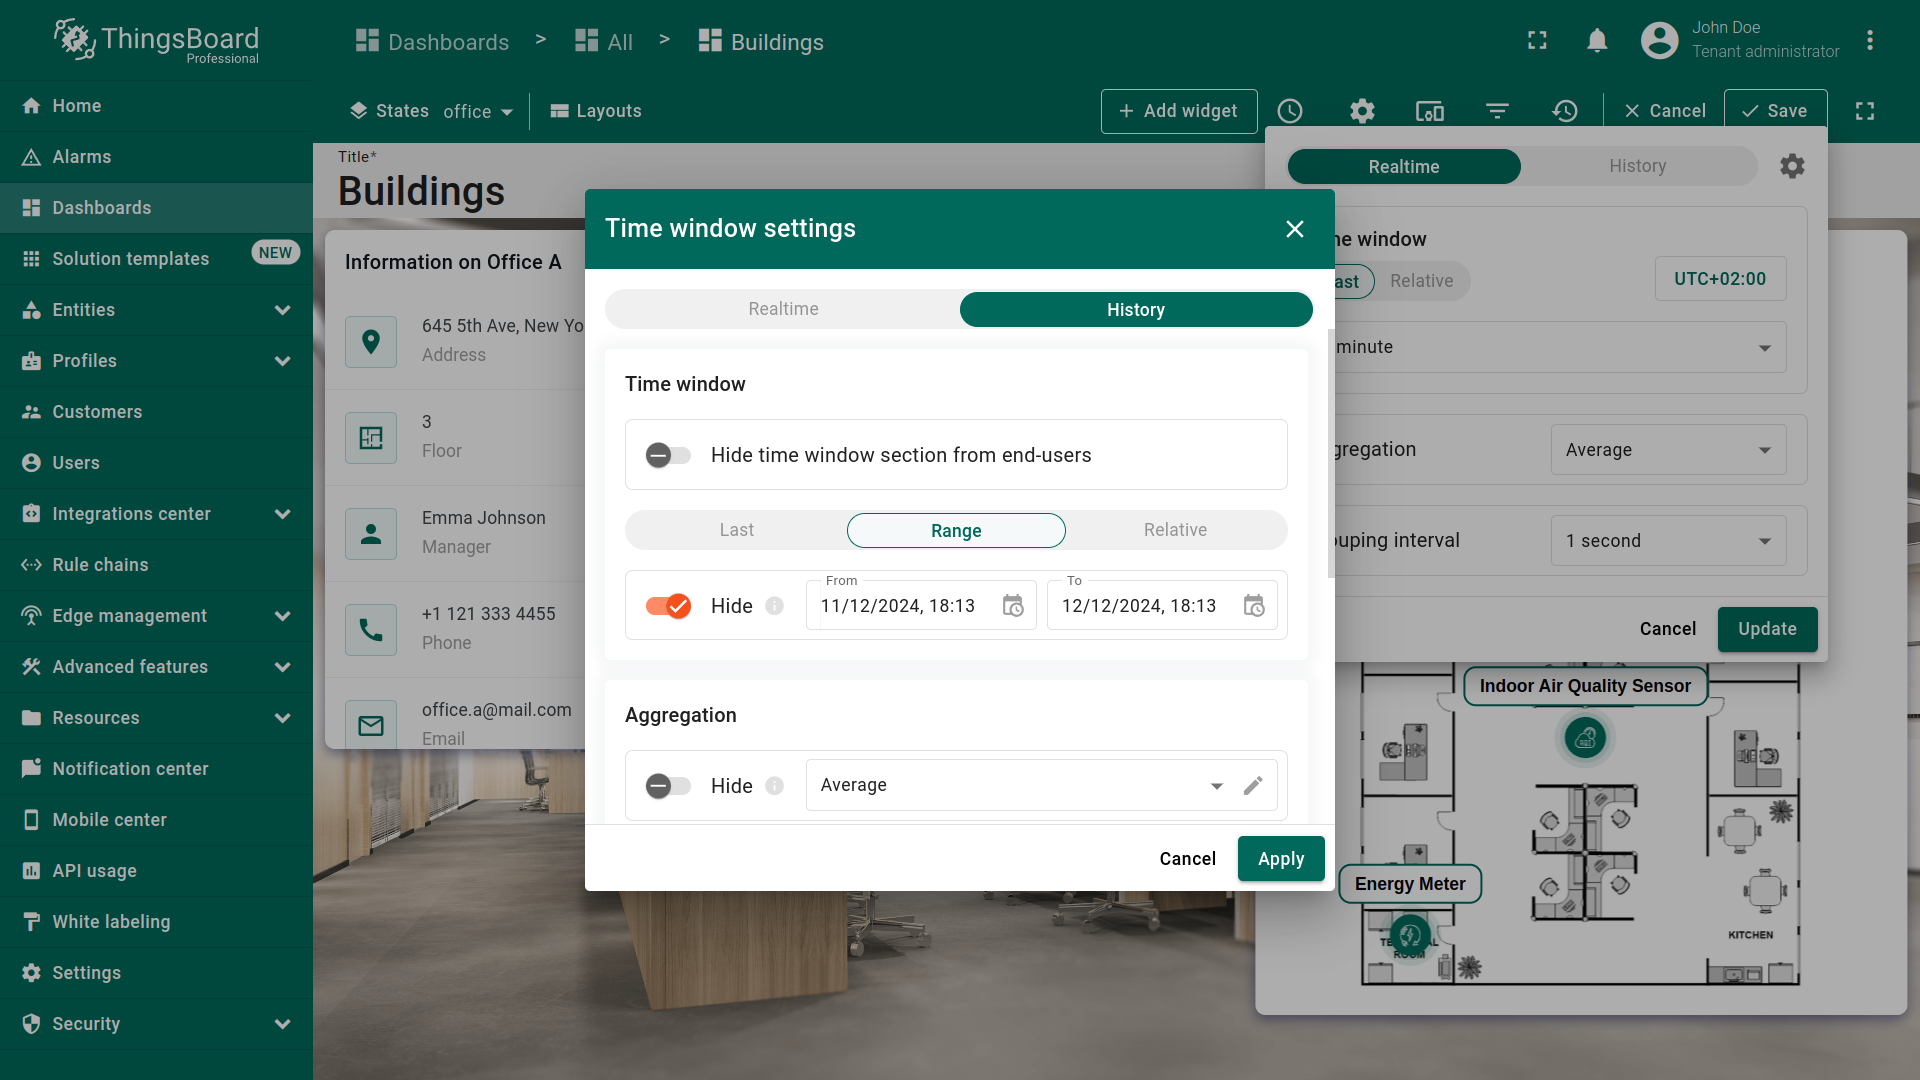 ThingsBoard
Professional
Dashboards > All > Buildings
John Doe
Tenant administrator
Home
Alarms
Dashboards
Solution templates NEW
Entities
Profiles
Customers
Users
Integrations center
Rule chains
Edge management
Advanced features
Resources
Notification center
Mobile center
API usage
White labeling
Settings
Security
States office Layouts
+ Add widget Cancel Save
Title*
Buildings
Information on Office A
645 5th Ave, New Yo
Address
3
Floor
Emma Johnson
Manager
+1 121 333 4455
Phone
office.a@mail.com
Email
Time window settings
Realtime History
Time window
Hide time window section from end-users
Last Range Relative
Hide From 11/12/2024, 18:13 To 12/12/2024, 18:13
Aggregation
Hide Average
Cancel Apply
Realtime History
ne window
ast Relative UTC+02:00
minute
gregation Average
ouping interval 1 second
Cancel Update
Indoor Air Quality Sensor
Energy Meter
KITCHEN
ROOM